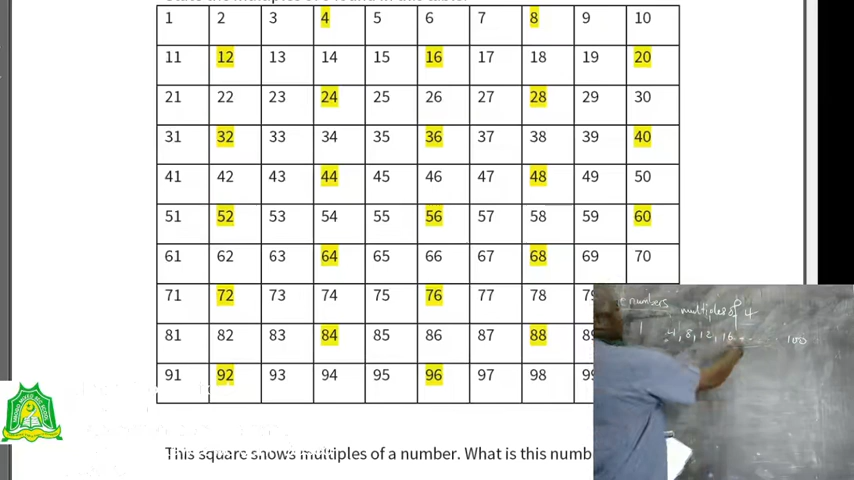 1 2 3 4 5 6 7 8 9 10
11 12 13 14 15 16 17 18 19 20
21 22 23 24 25 26 27 28 29 30
31 32 33 34 35 36 37 38 39 40
41 42 43 44 45 46 47 48 49 50
51 52 53 54 55 56 57 58 59 60
61 62 63 64 65 66 67 68 69 70
71 72 73 74 75 76 77 78
81 82 83 84 85 86 87 88
91 92 93 94 95 96 97 98
numbers multiples of 4
1 4, 8, 12, 16 100
This square shows multiples of a number. What is this numb